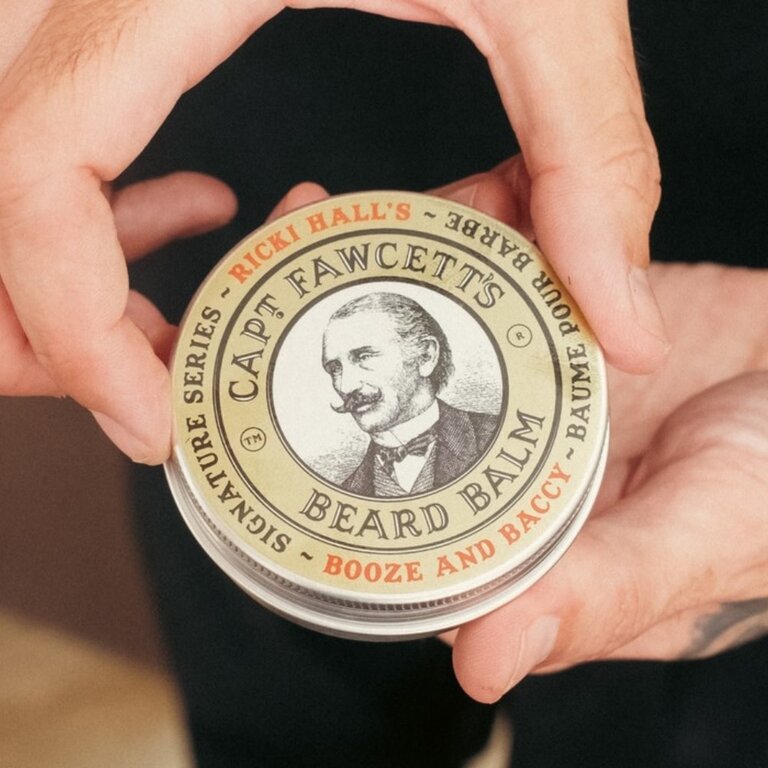 RICKI HALL'S ~ BAUME POUR BARBE ~ BOOZE AND BACCY ~ SIGNATURE SERIES ~
CAPT. FAWCETT'S
®
™
BEARD BALM